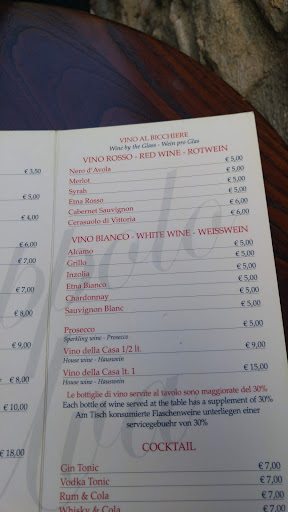 VINO AL BICCHIERE
Wine by the Glass - Wein pro Glas
VINO ROSSO - RED WINE - ROTWEIN
Nero d'Avola € 5,00
Merlot € 5,00
Syrah € 5,00
Etna Rosso € 6,00
Cabernet Sauvignon € 6,00
Cerasuolo di Vittoria € 6,00
VINO BIANCO - WHITE WINE - WEISSWEIN
Alcamo € 5,00
Grillo € 5,00
Inzolia € 5,00
Etna Bianco € 5,00
Chardonnay € 5,00
Sauvignon Blanc € 5,00
Prosecco € 5,00
Sparkling wine - Prosecco
Vino della Casa 1/2 lt. € 9,00
House wine - Hauswein
Vino della Casa lt. 1 € 15,00
House wine - Hauswein
Le bottiglie di vino servite al tavolo sono maggiorate del 30%
Each bottle of wine served at the table has a supplement of 30%
Am Tisch konsumierte Flaschenweine unterliegen einer
servicegebuehr von 30%
COCKTAIL
Gin Tonic € 7,00
Vodka Tonic € 7,00
Rum & Cola € 7,00
Whisky & Cola € 7,00
€ 3,50
€ 5,00
€ 4,00
€ 6,00
€ 7,00
€ 7,00
€ 8,00
€ 9,00
€ 8,00
€ 10,00
€ 18,00